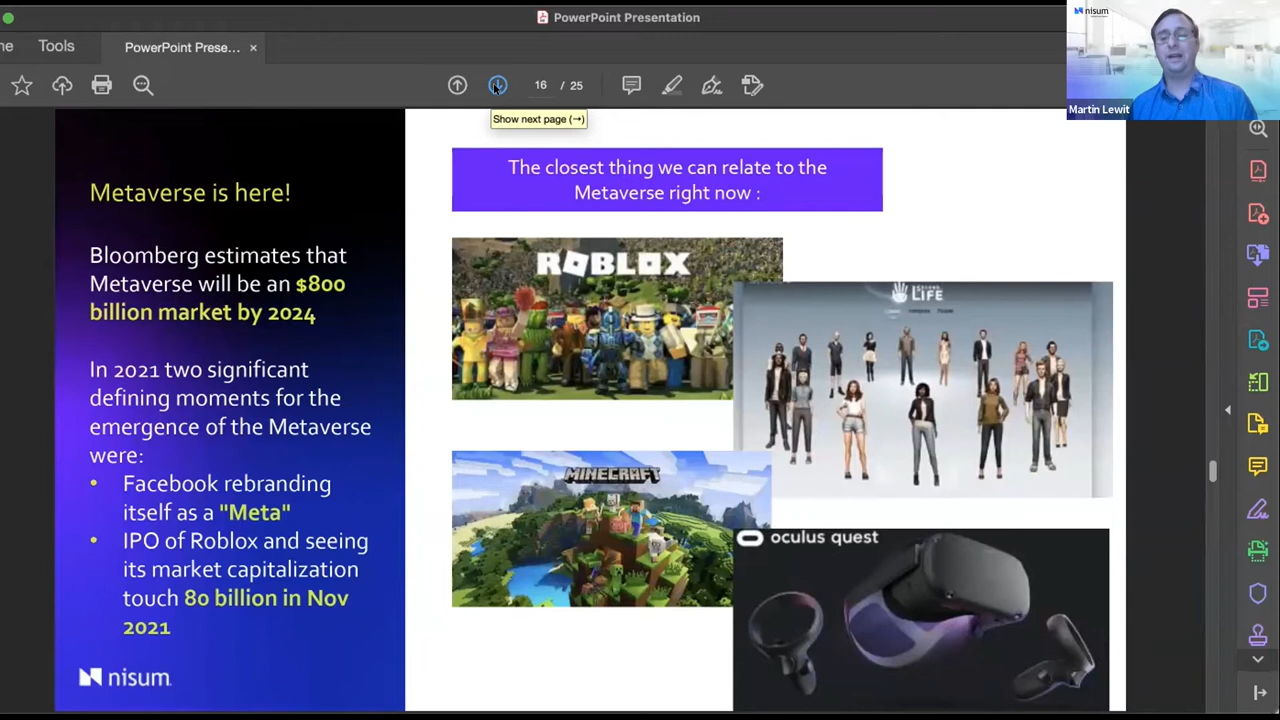 PowerPoint Presentation
ne
Tools
PowerPoint Prese...
×
16 / 25
Show next page (→)
nisum
Martin Lewit
Metaverse is here!
Bloomberg estimates that
Metaverse will be an $800
billion market by 2024
In 2021 two significant
defining moments for the
emergence of the Metaverse
were:
• Facebook rebranding
itself as a "Meta"
• IPO of Roblox and seeing
its market capitalization
touch 80 billion in Nov
2021
nisum
The closest thing we can relate to the
Metaverse right now :
ROBLOX
SECOND
LIFE
MINECRAFT
oculus quest